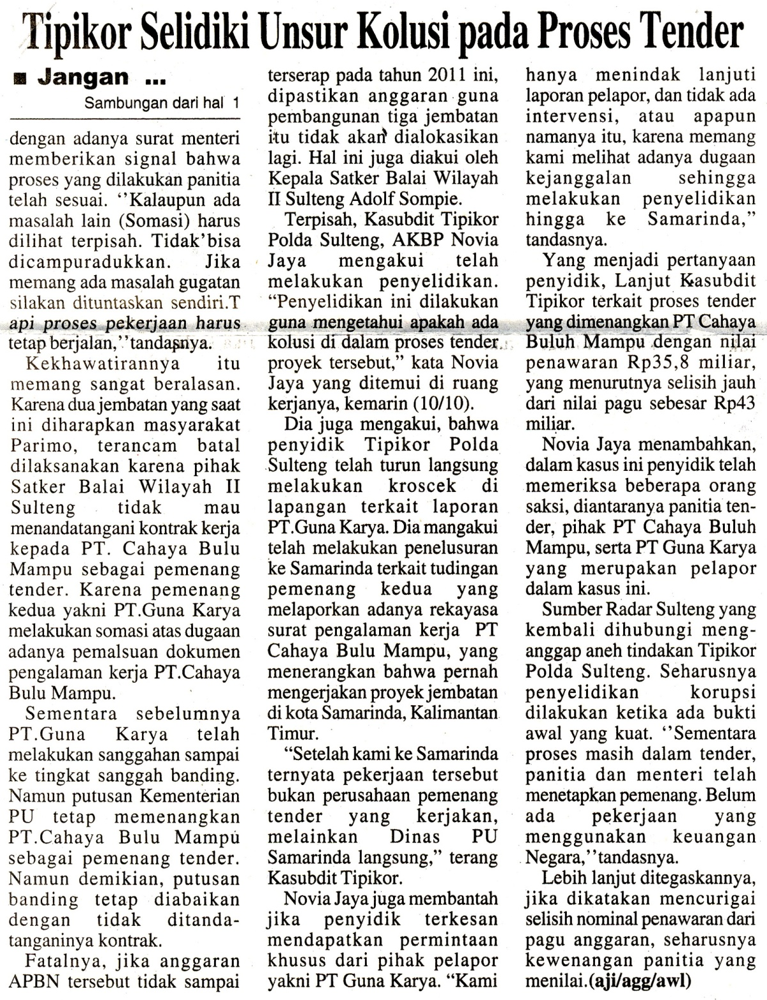 Tipikor Selidiki Unsur Kolusi pada Proses Tender
■ Jangan ...
Sambungan dari hal 1
dengan adanya surat menteri
memberikan signal bahwa
proses yang dilakukan panitia
telah sesuai. ‘’Kalaupun ada
masalah lain (Somasi) harus
dilihat terpisah. Tidak’bisa
dicampuradukkan. Jika
memang ada masalah gugatan
silakan dituntaskan sendiri.T
api proses pekerjaan harus
tetap berjalan,’’tandasnya.
Kekhawatirannya itu
memang sangat beralasan.
Karena dua jembatan yang saat
ini diharapkan masyarakat
Parimo, terancam batal
dilaksanakan karena pihak
Satker Balai Wilayah II
Sulteng tidak mau
menandatangani kontrak kerja
kepada PT. Cahaya Bulu
Mampu sebagai pemenang
tender. Karena pemenang
kedua yakni PT.Guna Karya
melakukan somasi atas dugaan
adanya pemalsuan dokumen
pengalaman kerja PT.Cahaya
Bulu Mampu.
Sementara sebelumnya
PT.Guna Karya telah
melakukan sanggahan sampai
ke tingkat sanggah banding.
Namun putusan Kementerian
PU tetap memenangkan
PT.Cahaya Bulu Mampu
sebagai pemenang tender.
Namun demikian, putusan
banding tetap diabaikan
dengan tidak ditanda-
tanganinya kontrak.
Fatalnya, jika anggaran
APBN tersebut tidak sampai
terserap pada tahun 2011 ini,
dipastikan anggaran guna
pembangunan tiga jembatan
itu tidak akan dialokasikan
lagi. Hal ini juga diakui oleh
Kepala Satker Balai Wilayah
II Sulteng Adolf Sompie.
Terpisah, Kasubdit Tipikor
Polda Sulteng, AKBP Novia
Jaya mengakui telah
melakukan penyelidikan.
“Penyelidikan ini dilakukan
guna mengetahui apakah ada
kolusi di dalam proses tender
proyek tersebut,” kata Novia
Jaya yang ditemui di ruang
kerjanya, kemarin (10/10).
Dia juga mengakui, bahwa
penyidik Tipikor Polda
Sulteng telah turun langsung
melakukan kroscek di
lapangan terkait laporan
PT.Guna Karya. Dia mangakui
telah melakukan penelusuran
ke Samarinda terkait tudingan
pemenang kedua yang
melaporkan adanya rekayasa
surat pengalaman kerja PT
Cahaya Bulu Mampu, yang
menerangkan bahwa pernah
mengerjakan proyek jembatan
di kota Samarinda, Kalimantan
Timur.
“Setelah kami ke Samarinda
ternyata pekerjaan tersebut
bukan perusahaan pemenang
tender yang kerjakan,
melainkan Dinas PU
Samarinda langsung,” terang
Kasubdit Tipikor.
Novia Jaya juga membantah
jika penyidik terkesan
mendapatkan permintaan
khusus dari pihak pelapor
yakni PT Guna Karya. “Kami
hanya menindak lanjuti
laporan pelapor, dan tidak ada
intervensi, atau apapun
namanya itu, karena memang
kami melihat adanya dugaan
kejanggalan sehingga
melakukan penyelidikan
hingga ke Samarinda,”
tandasnya.
Yang menjadi pertanyaan
penyidik, Lanjut Kasubdit
Tipikor terkait proses tender
yang dimenangkan PT Cahaya
Buluh Mampu dengan nilai
penawaran Rp35,8 miliar,
yang menurutnya selisih jauh
dari nilai pagu sebesar Rp43
miliar.
Novia Jaya menambahkan,
dalam kasus ini penyidik telah
memeriksa beberapa orang
saksi, diantaranya panitia ten-
der, pihak PT Cahaya Buluh
Mampu, serta PT Guna Karya
yang merupakan pelapor
dalam kasus ini.
Sumber Radar Sulteng yang
kembali dihubungi meng-
anggap aneh tindakan Tipikor
Polda Sulteng. Seharusnya
penyelidikan korupsi
dilakukan ketika ada bukti
awal yang kuat. ‘’Sementara
proses masih dalam tender,
panitia dan menteri telah
menetapkan pemenang. Belum
ada pekerjaan yang
menggunakan keuangan
Negara,’’tandasnya.
Lebih lanjut ditegaskannya,
jika dikatakan mencurigai
selisih nominal penawaran dari
pagu anggaran, seharusnya
kewenangan panitia yang
menilai.(aji/agg/awl)